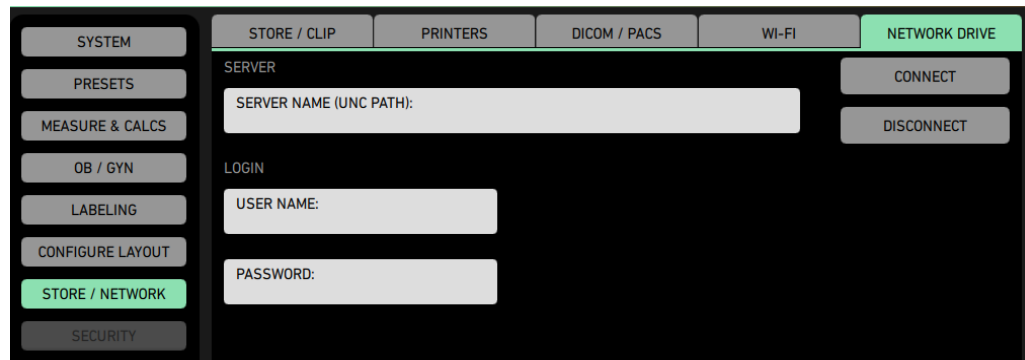 SYSTEM
PRESETS
MEASURE & CALCS
OB / GYN
LABELING
CONFIGURE LAYOUT
STORE / NETWORK
SECURITY
STORE / CLIP
PRINTERS
DICOM / PACS
WI-FI
NETWORK DRIVE
SERVER
SERVER NAME (UNC PATH):
CONNECT
DISCONNECT
LOGIN
USER NAME:
PASSWORD: